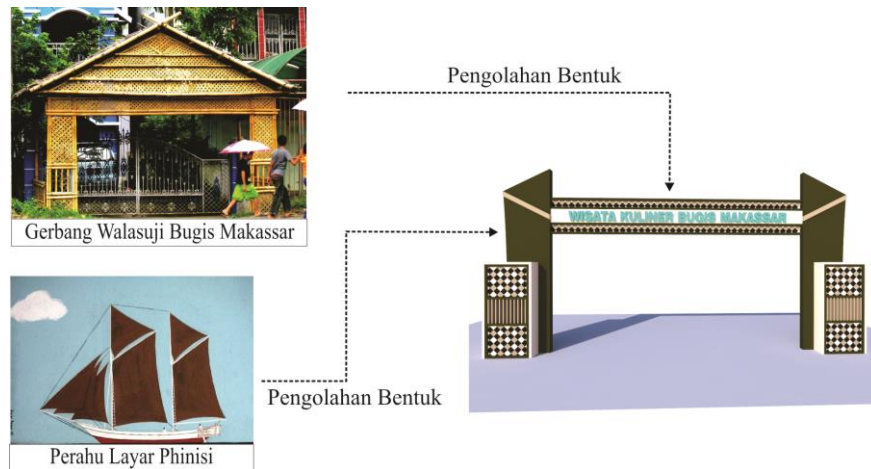 Pengolahan Bentuk
Gerbang Walasuji Bugis Makassar
WISATA KULINER BUGIS MAKASSAR
Pengolahan Bentuk
Perahu Layar Phinisi